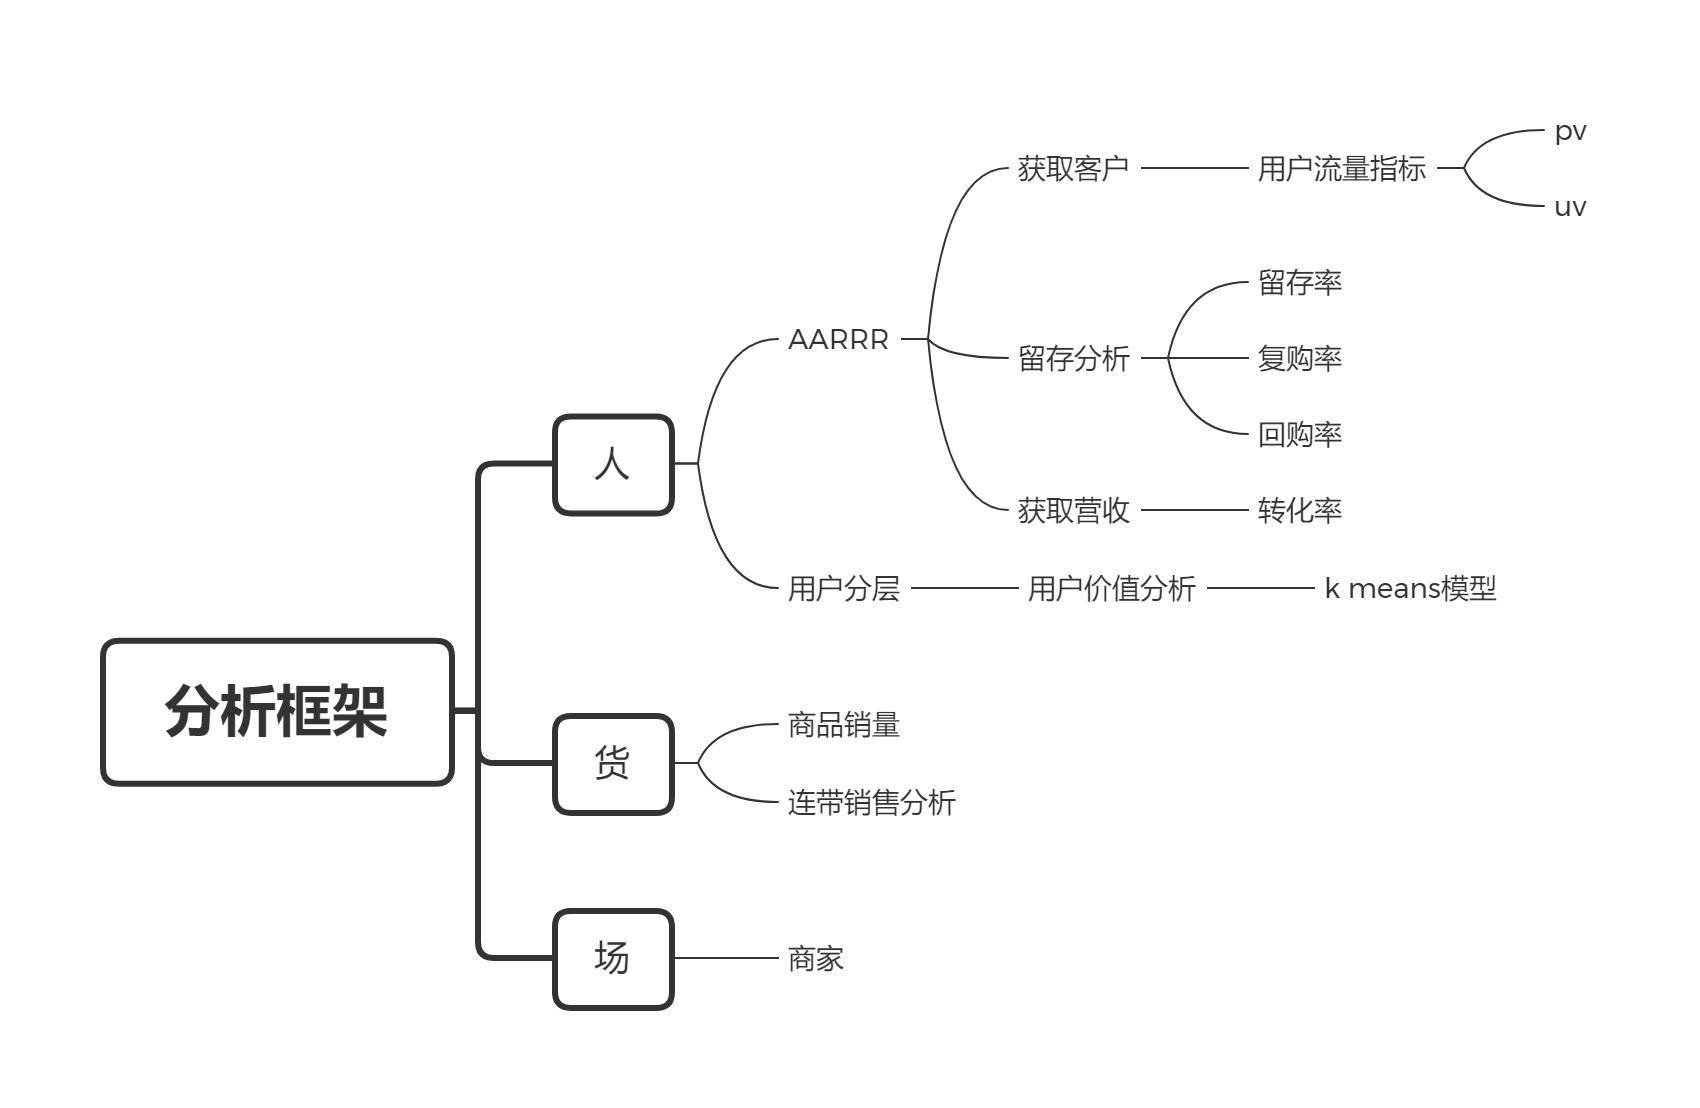 分析框架
人
AARRR
获取客户
用户流量指标
pv
uv
留存分析
留存率
复购率
回购率
获取营收
转化率
用户分层
用户价值分析
k means模型
货
商品销量
连带销售分析
场
商家